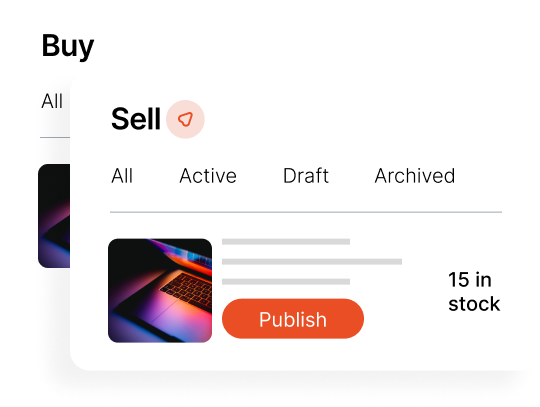 Buy
All
Sell
All Active Draft Archived
15 in
stock
Publish